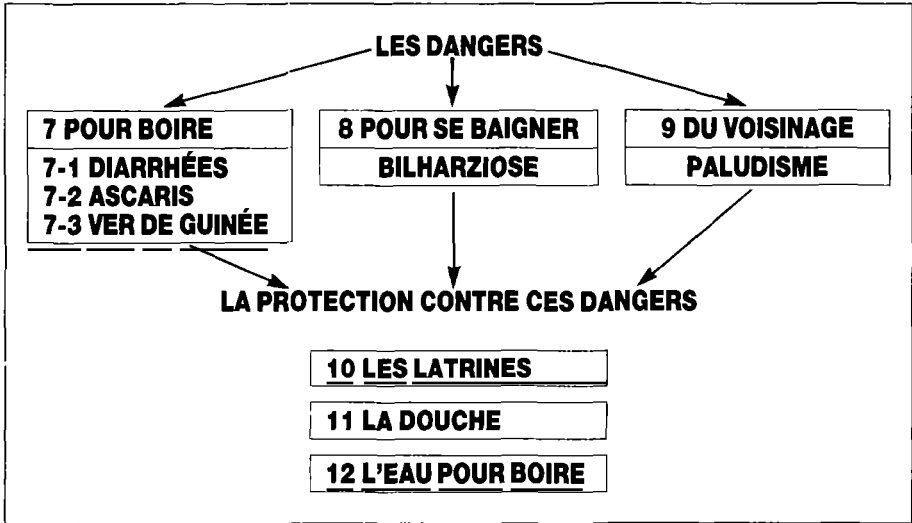 LES DANGERS
7 POUR BOIRE
7-1 DIARRHÉES
7-2 ASCARIS
7-3 VER DE GUINÉE
8 POUR SE BAIGNER
BILHARZIOSE
9 DU VOISINAGE
PALUDISME
LA PROTECTION CONTRE CES DANGERS
10 LES LATRINES
11 LA DOUCHE
12 L'EAU POUR BOIRE